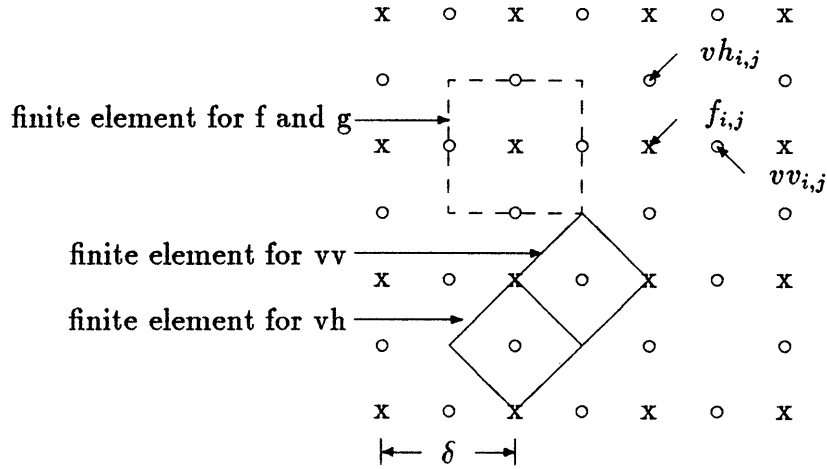 x o x o x o x
o o o o
vh_{i,j}
finite element for f and g
f_{i,j}
x o x o x o x
vv_{i,j}
o o o o
finite element for vv
x o x o x o x
finite element for vh
o o o o
x o x o x o x
δ